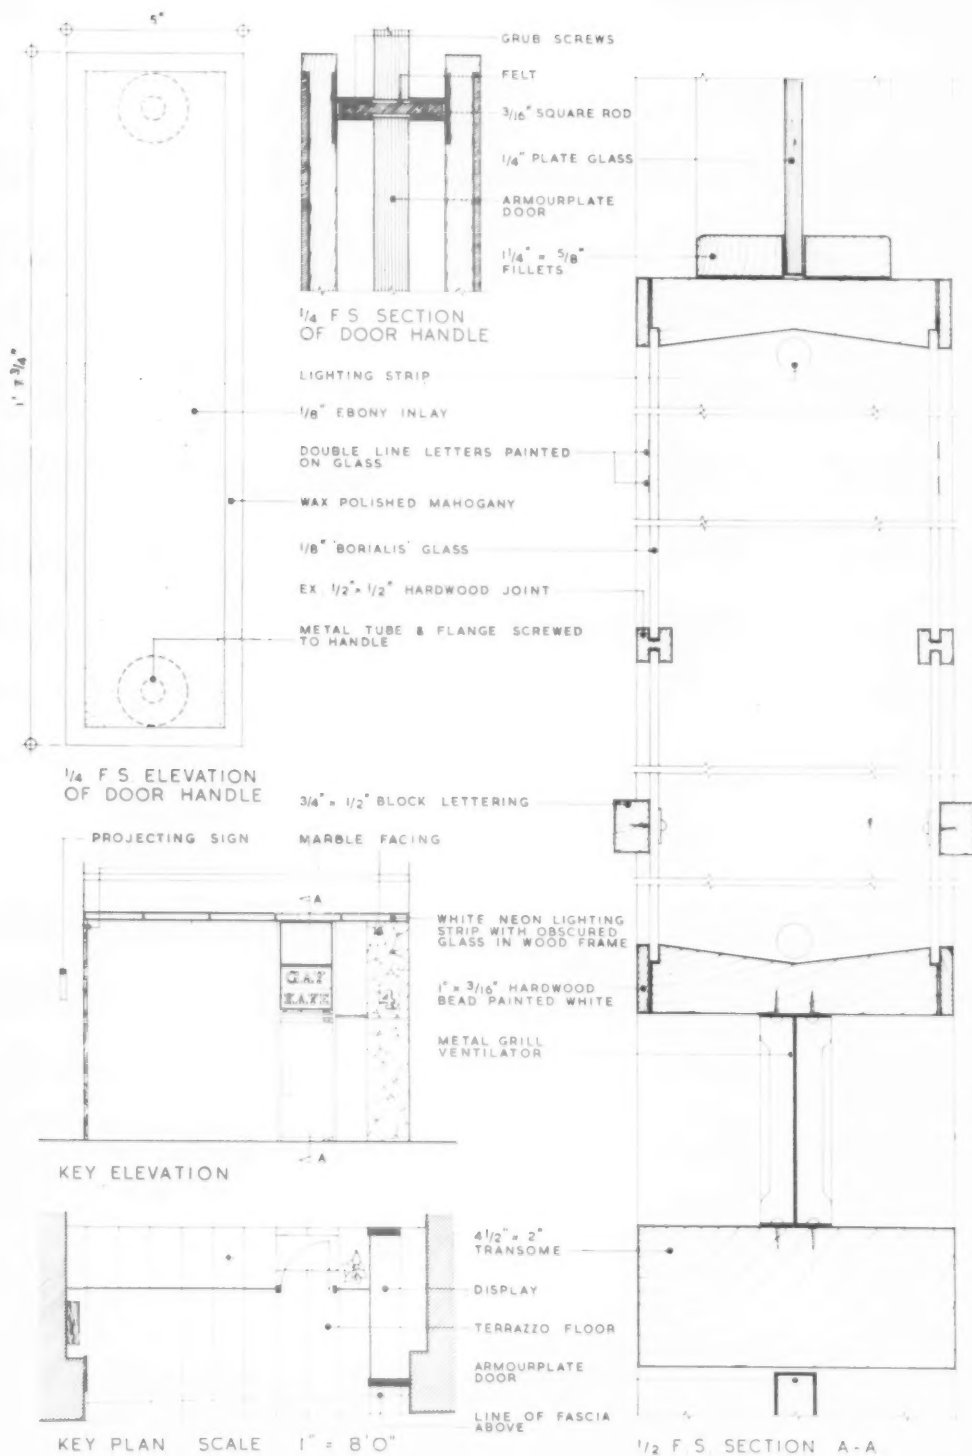 5"
1' 7 3/4"
GRUB SCREWS
FELT
3/16" SQUARE ROD
1/4" PLATE GLASS
ARMOURPLATE
DOOR
1 1/4" = 5/8"
FILLETS
1/4 F.S. SECTION
OF DOOR HANDLE
LIGHTING STRIP
1/8" EBONY INLAY
DOUBLE LINE LETTERS PAINTED
ON GLASS
WAX POLISHED MAHOGANY
1/8" 'BORIALIS' GLASS
EX. 1/2" = 1/2" HARDWOOD JOINT
METAL TUBE & FLANGE SCREWED
TO HANDLE
1/4 F.S. ELEVATION
OF DOOR HANDLE
3/4" = 1/2" BLOCK LETTERING
PROJECTING SIGN
MARBLE FACING
A
WHITE NEON LIGHTING
STRIP WITH OBSCURED
GLASS IN WOOD FRAME
GAY
KAYE
4
1" = 3/16" HARDWOOD
BEAD PAINTED WHITE
METAL GRILL
VENTILATOR
A
KEY ELEVATION
4 1/2" = 2"
TRANSOME
DISPLAY
TERRAZZO FLOOR
ARMOURPLATE
DOOR
LINE OF FASCIA
ABOVE
KEY PLAN SCALE 1" = 8'0"
1/2 F.S. SECTION A-A